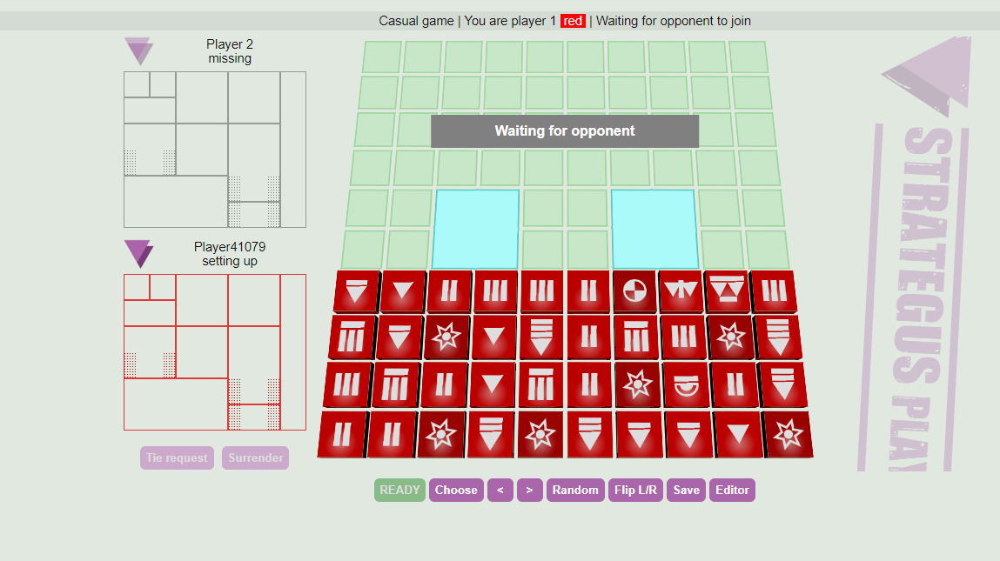 Casual game | You are player 1 red | Waiting for opponent to join
Player 2
missing
Waiting for opponent
Player41079
setting up
Tie request
Surrender
READY
Choose
<
>
Random
Flip L/R
Save
Editor
STRATEGUS PLAY